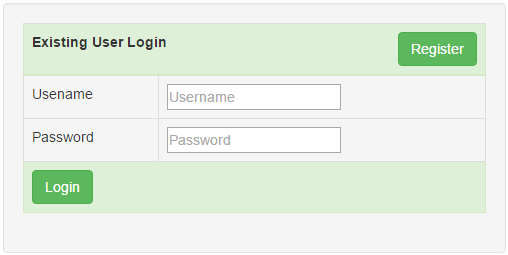 Existing User Login
Register
Usename
Username
Password
Password
Login